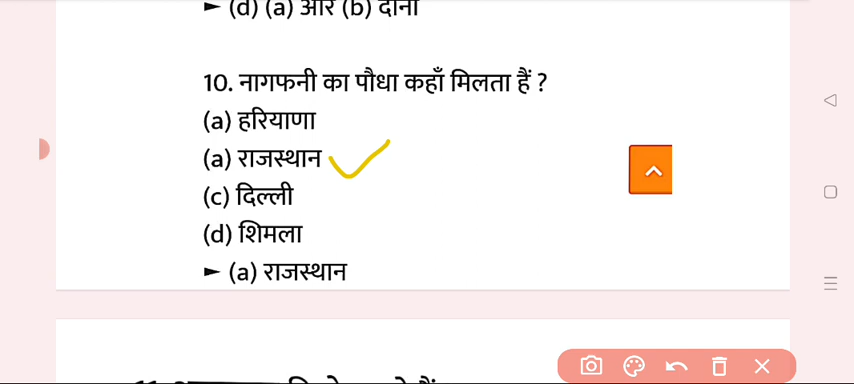 ► (d) (a) और (b) दोनों
10. नागफनी का पौधा कहाँ मिलता हैं ?
(a) हरियाणा
(a) राजस्थान
(c) दिल्ली
(d) शिमला
► (a) राजस्थान